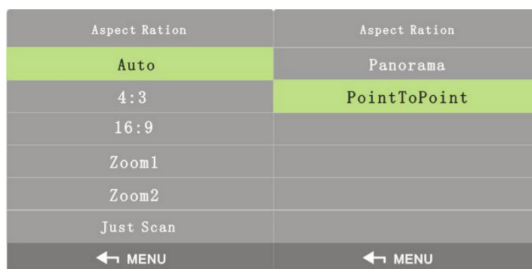 Aspect Ration
Auto
4:3
16:9
Zoom1
Zoom2
Just Scan
MENU
Aspect Ration
Panorama
PointToPoint
MENU